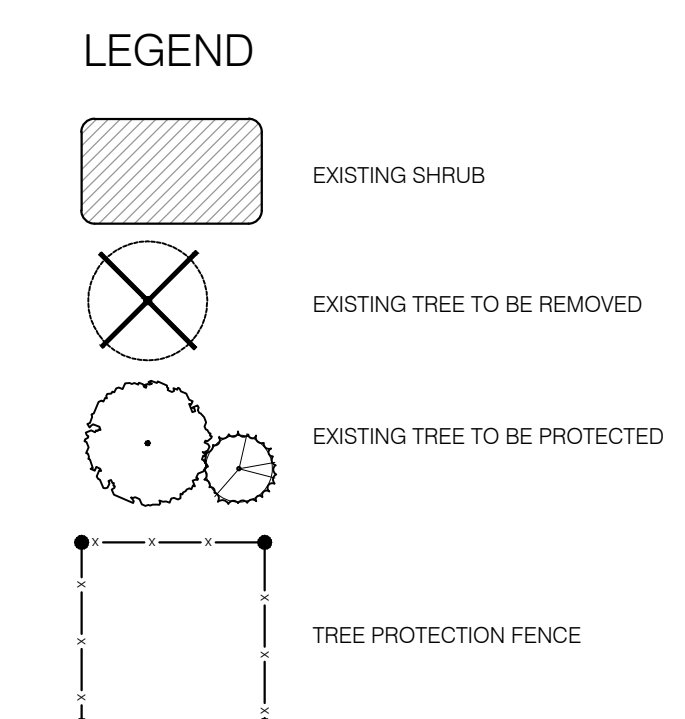 LEGEND
EXISTING SHRUB
EXISTING TREE TO BE REMOVED
EXISTING TREE TO BE PROTECTED
X X X
X
X
X
TREE PROTECTION FENCE
X
X
X